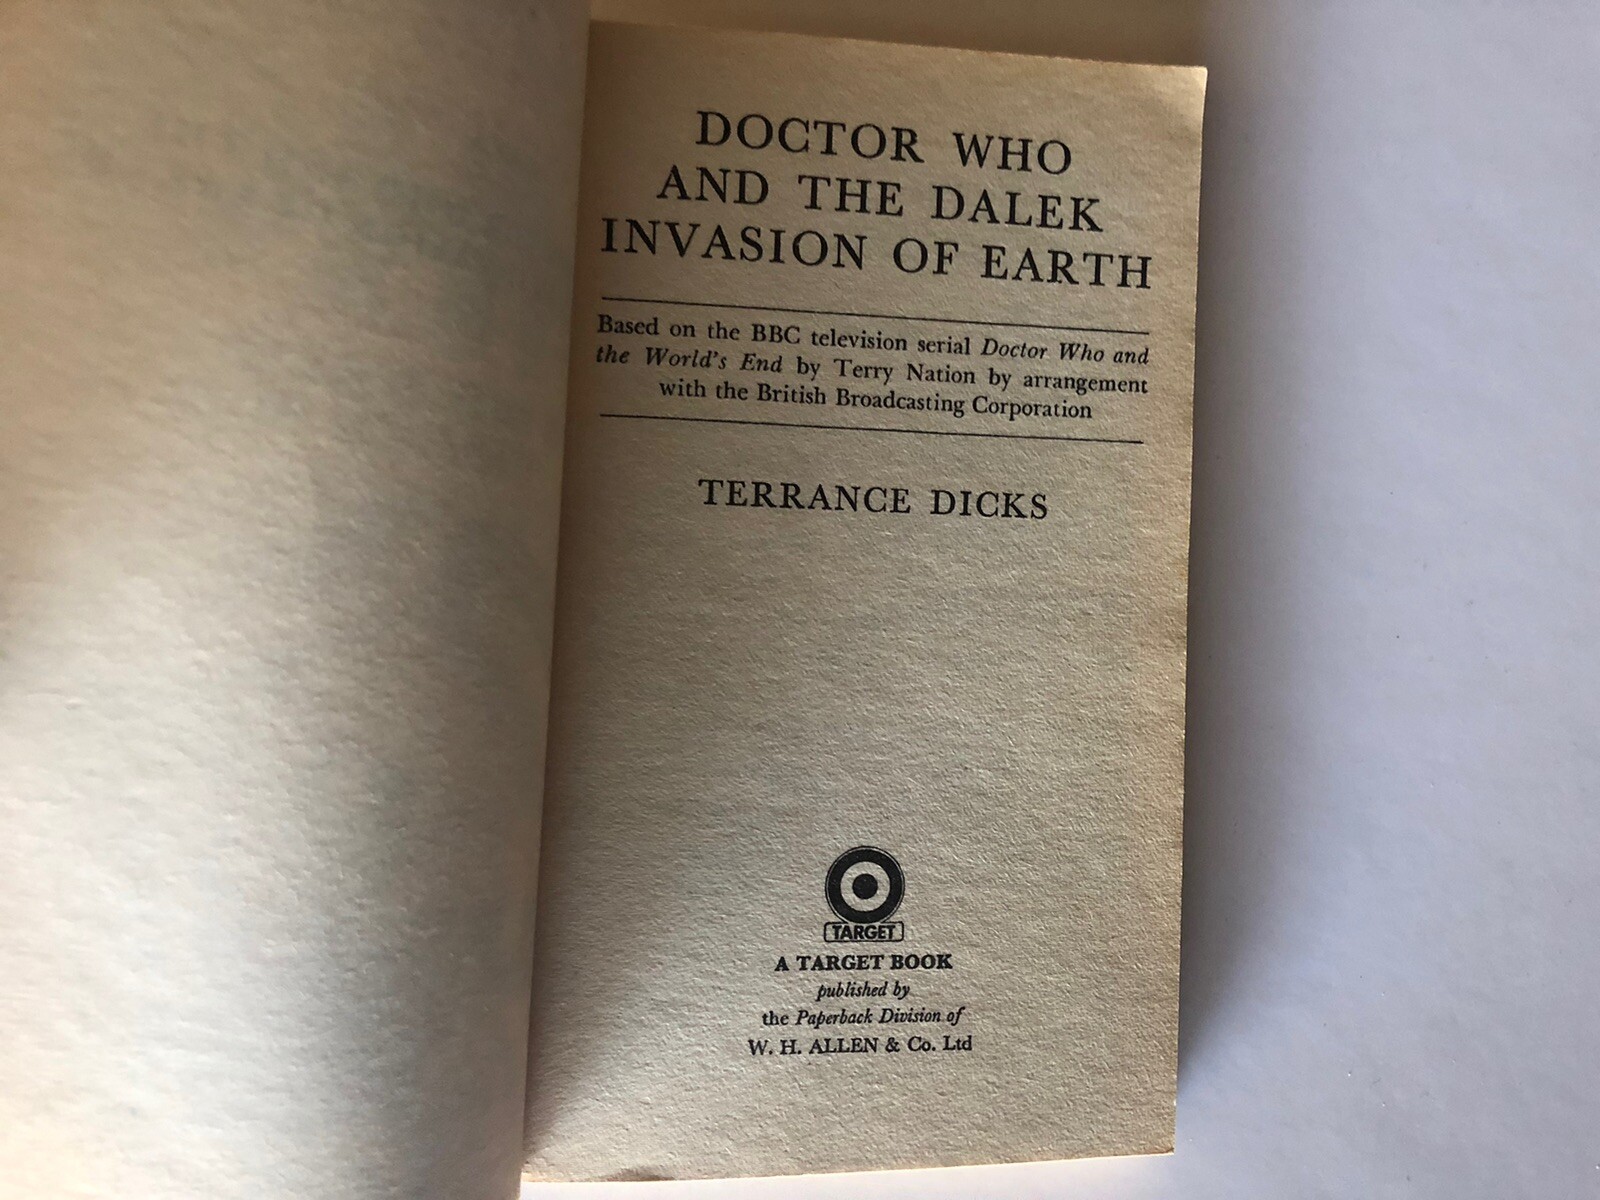 DOCTOR WHO
AND THE DALEK
INVASION OF EARTH
Based on the BBC television serial Doctor Who and
the World's End by Terry Nation by arrangement
with the British Broadcasting Corporation
TERRANCE DICKS
TARGET
A TARGET BOOK
published by
the Paperback Division of
W. H. ALLEN & Co. Ltd